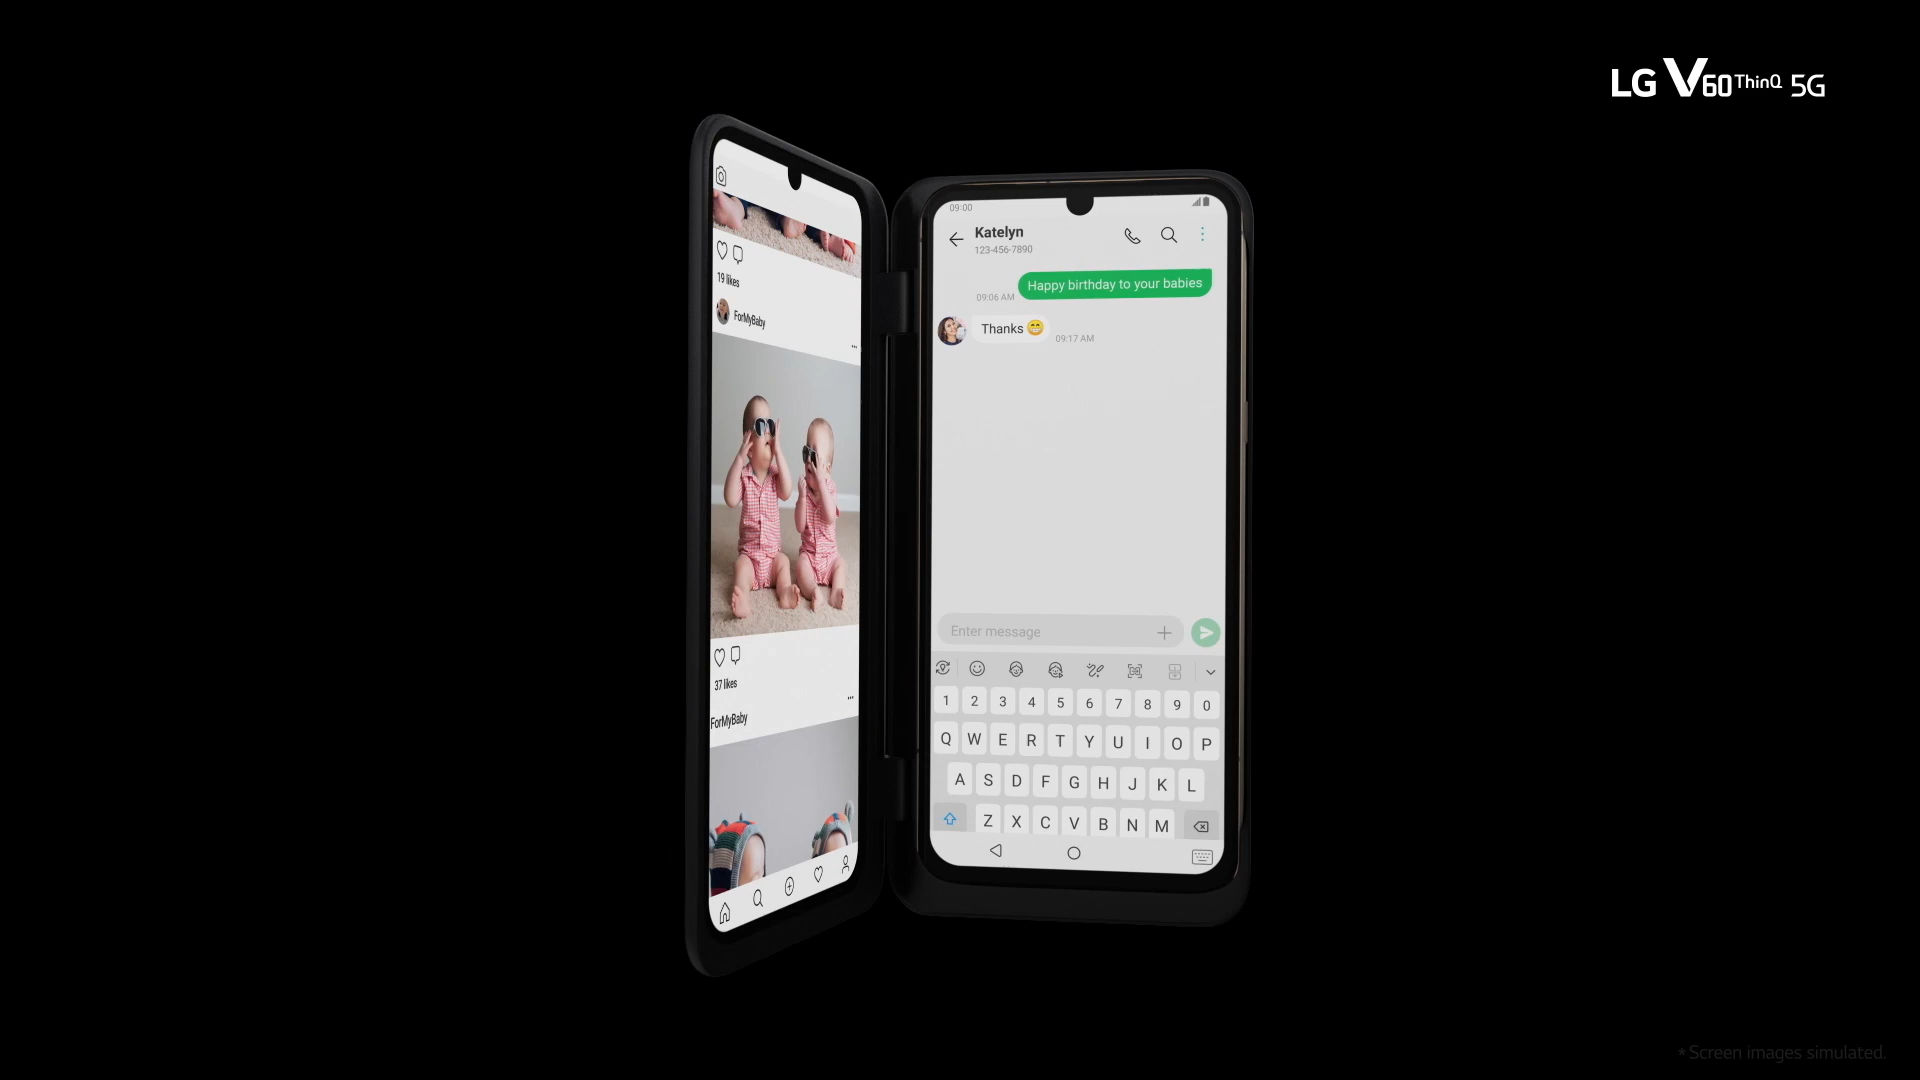 LG V60 ThinQ 5G
19 likes
ForMyBaby
37 likes
ForMyBaby
09:00
Katelyn
123-456-7890
Happy birthday to your babies
09:06 AM
Thanks 😁
09:17 AM
Enter message
1 2 3 4 5 6 7 8 9 0
Q W E R T Y U I O P
A S D F G H J K L
Z X C V B N M
* Screen images simulated.